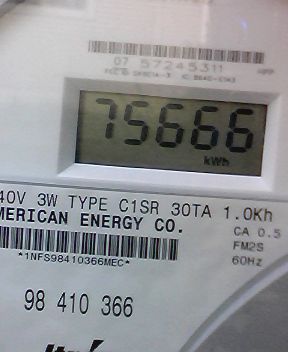 07 57245311
75666
kWh
40V 3W TYPE C1SR 30TA 1.0Kh
MERICAN ENERGY CO.
CA 0.5
FM2S
*1NFS98410366MEC*
60Hz
98 410 366